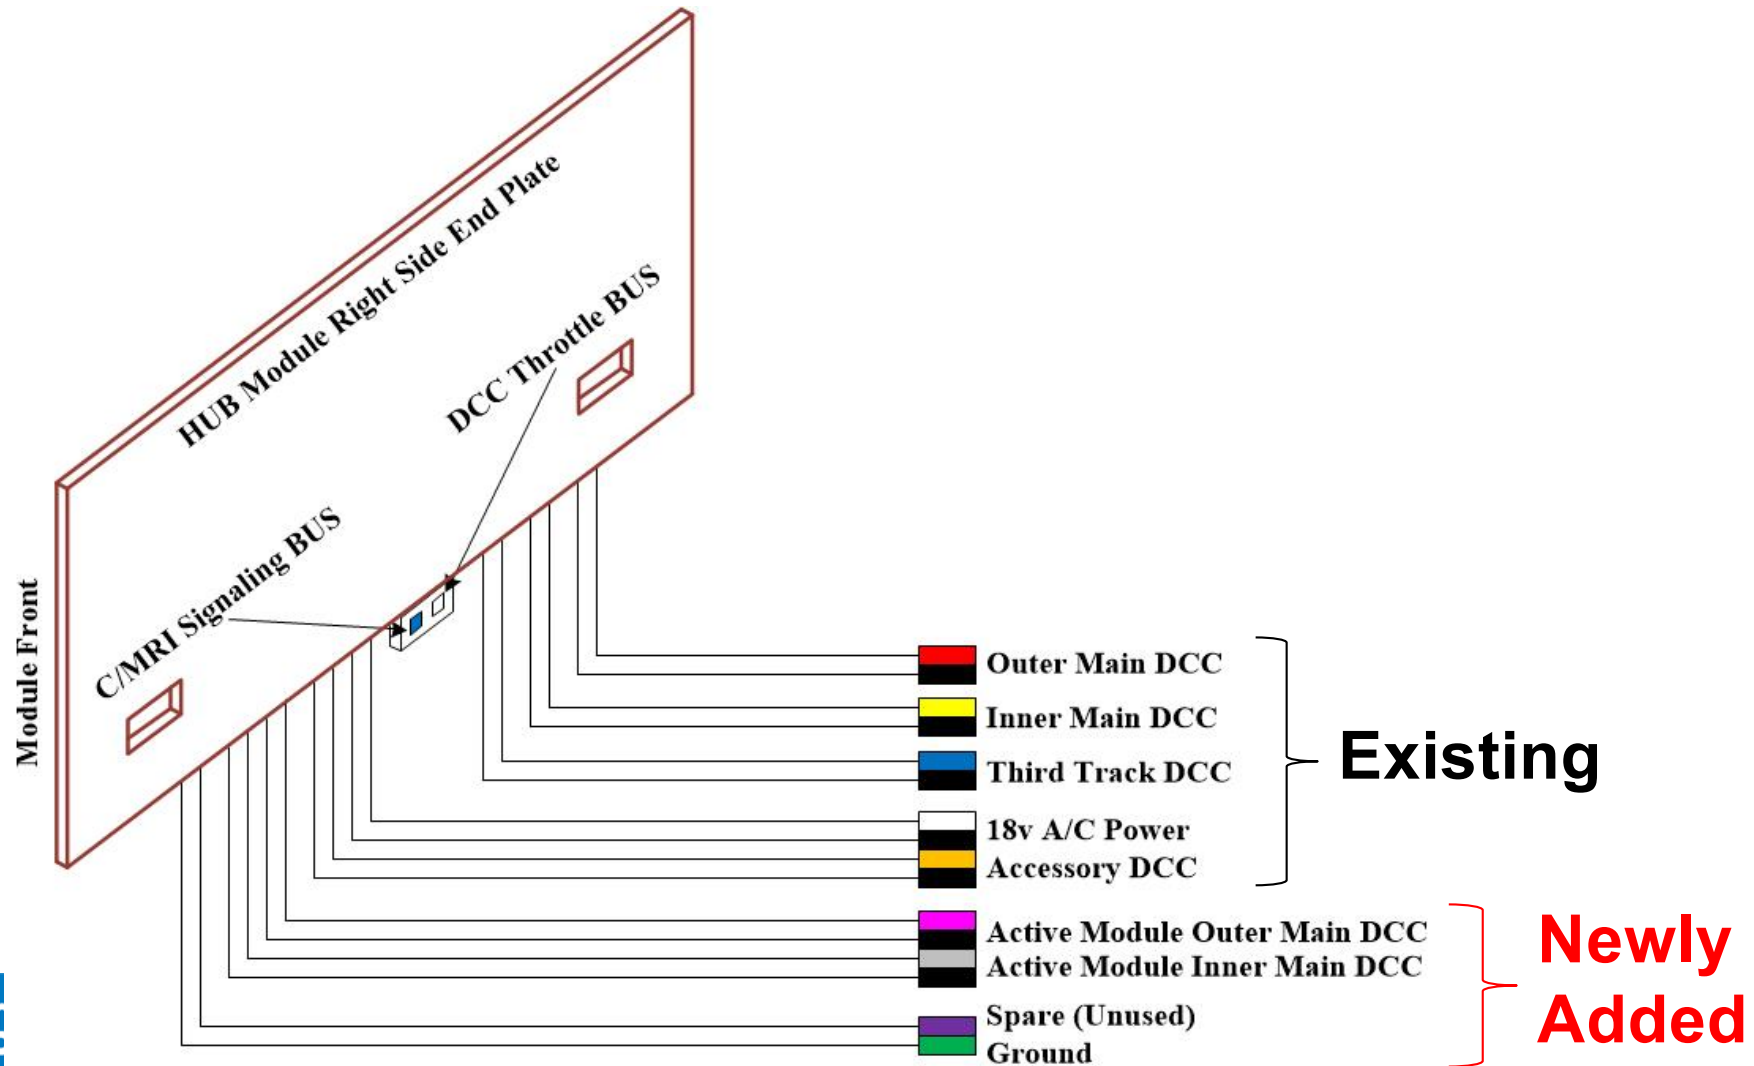 HUB Module Right Side End Plate
DCC Throttle BUS
C/MRI Signaling BUS
Module Front
Outer Main DCC
Inner Main DCC
Third Track DCC
18v A/C Power
Accessory DCC
Existing
Active Module Outer Main DCC
Active Module Inner Main DCC
Spare (Unused)
Ground
Newly
Added